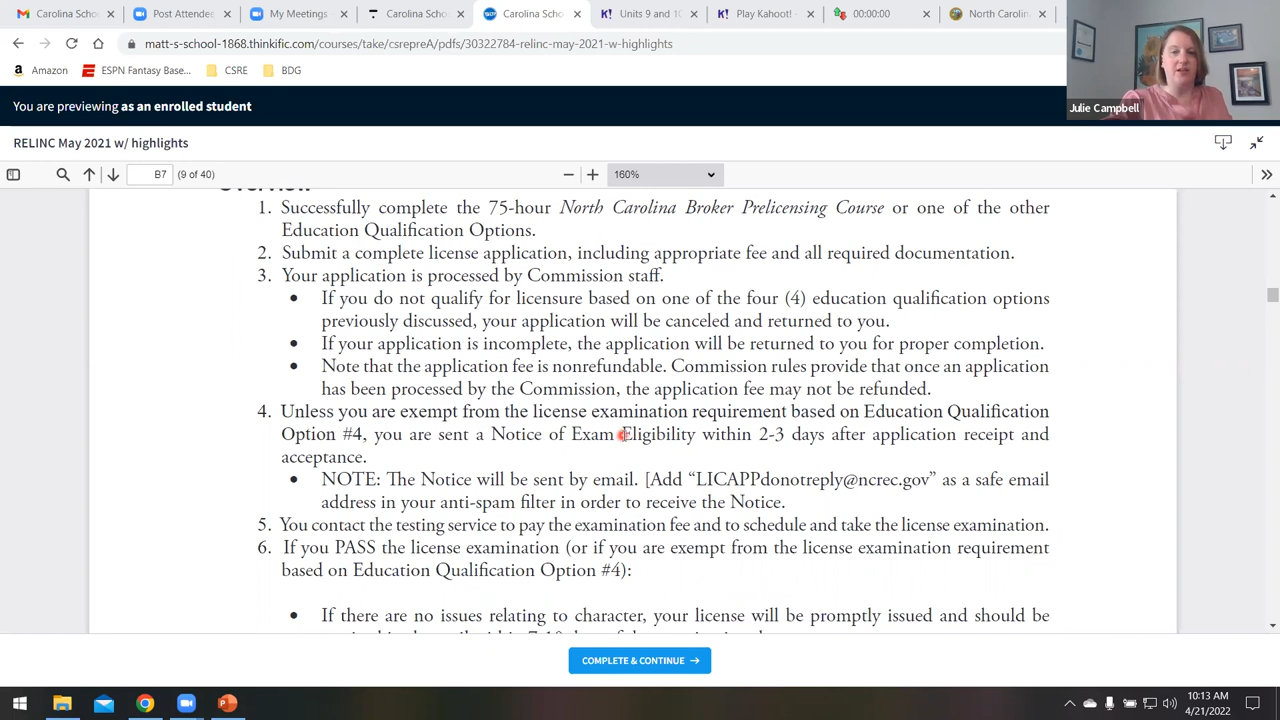 Carolina Scho
Post Attendee
My Meetings
Carolina Scho
Carolina Scho
Units 9 and 10
Play Kahoot! -
00:00:00
North Carolin
matt-s-school-1868.thinkific.com/courses/take/csrepreA/pdfs/30322784-relinc-may-2021-w-highlights
Amazon
ESPN Fantasy Base...
CSRE
BDG
Julie Campbell
You are previewing as an enrolled student
RELINC May 2021 w/ highlights
B7 (9 of 40)
160%
Overview
1. Successfully complete the 75-hour North Carolina Broker Prelicensing Course or one of the other
Education Qualification Options.
2. Submit a complete license application, including appropriate fee and all required documentation.
3. Your application is processed by Commission staff.
• If you do not qualify for licensure based on one of the four (4) education qualification options
previously discussed, your application will be canceled and returned to you.
• If your application is incomplete, the application will be returned to you for proper completion.
• Note that the application fee is nonrefundable. Commission rules provide that once an application
has been processed by the Commission, the application fee may not be refunded.
4. Unless you are exempt from the license examination requirement based on Education Qualification
Option #4, you are sent a Notice of Exam Eligibility within 2-3 days after application receipt and
acceptance.
• NOTE: The Notice will be sent by email. [Add “LICAPPdonotreply@ncrec.gov” as a safe email
address in your anti-spam filter in order to receive the Notice.
5. You contact the testing service to pay the examination fee and to schedule and take the license examination.
6. If you PASS the license examination (or if you are exempt from the license examination requirement
based on Education Qualification Option #4):
• If there are no issues relating to character, your license will be promptly issued and should be
COMPLETE & CONTINUE →
10:13 AM
4/21/2022